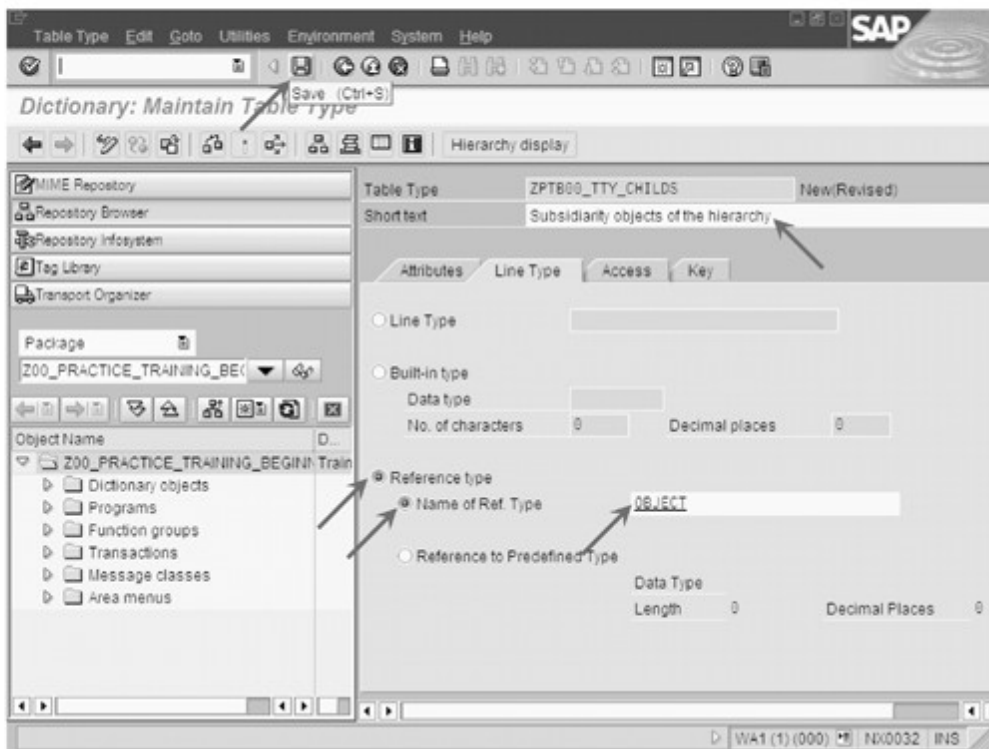 Table Type Edit Goto Utilities Environment System Help
SAP
Save (Ctrl+S)
Dictionary: Maintain Table Type
Hierarchy display
MIME Repository
Repository Browser
Repository Infosystem
Tag Library
Transport Organizer
Package
Z00_PRACTICE_TRAINING_BE(
Object Name D...
Z00_PRACTICE_TRAINING_BEGINN Train
Dictionary objects
Programs
Function groups
Transactions
Message classes
Area menus
Table Type ZPTB00_TTY_CHILDS New(Revised)
Short text Subsidiarity objects of the hierarchy
Attributes Line Type Access Key
Line Type
Built-in type
Data type
No. of characters 0 Decimal places 0
Reference type
Name of Ref. Type OBJECT
Reference to Predefined Type
Data Type
Length 0 Decimal Places 0
WA1 (1) (000) NX0032 INS